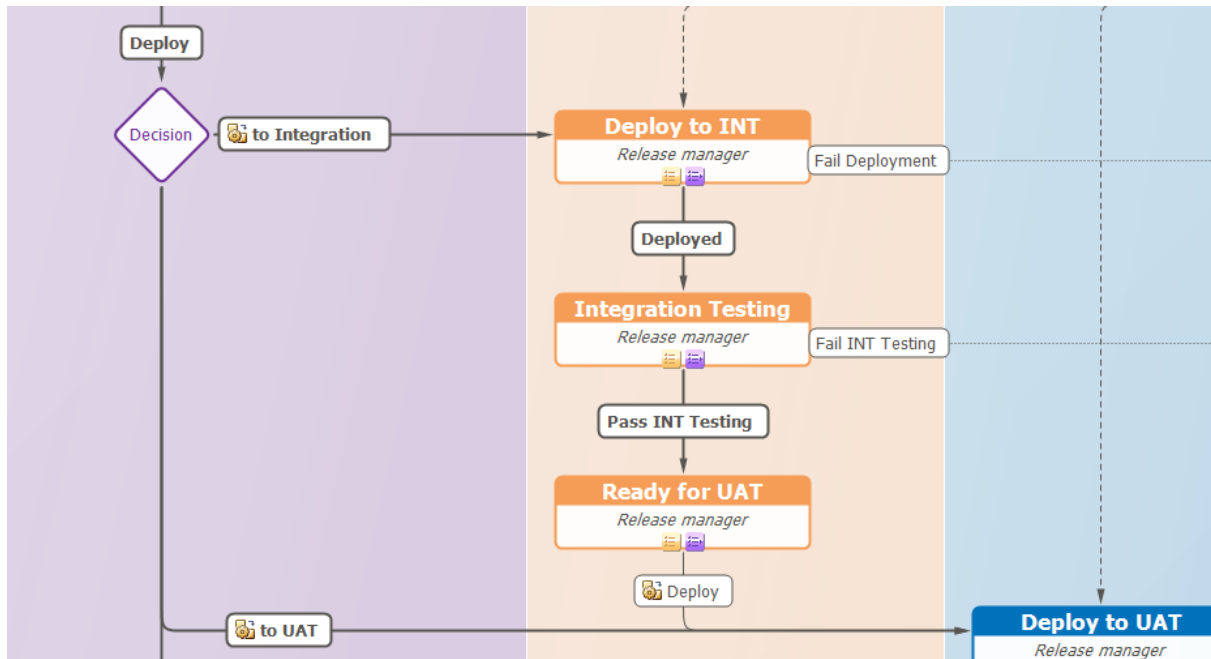 Deploy
Decision
to Integration
Deploy to INT
Release manager
Fail Deployment
Deployed
Integration Testing
Release manager
Fail INT Testing
Pass INT Testing
Ready for UAT
Release manager
Deploy
to UAT
Deploy to UAT
Release manager